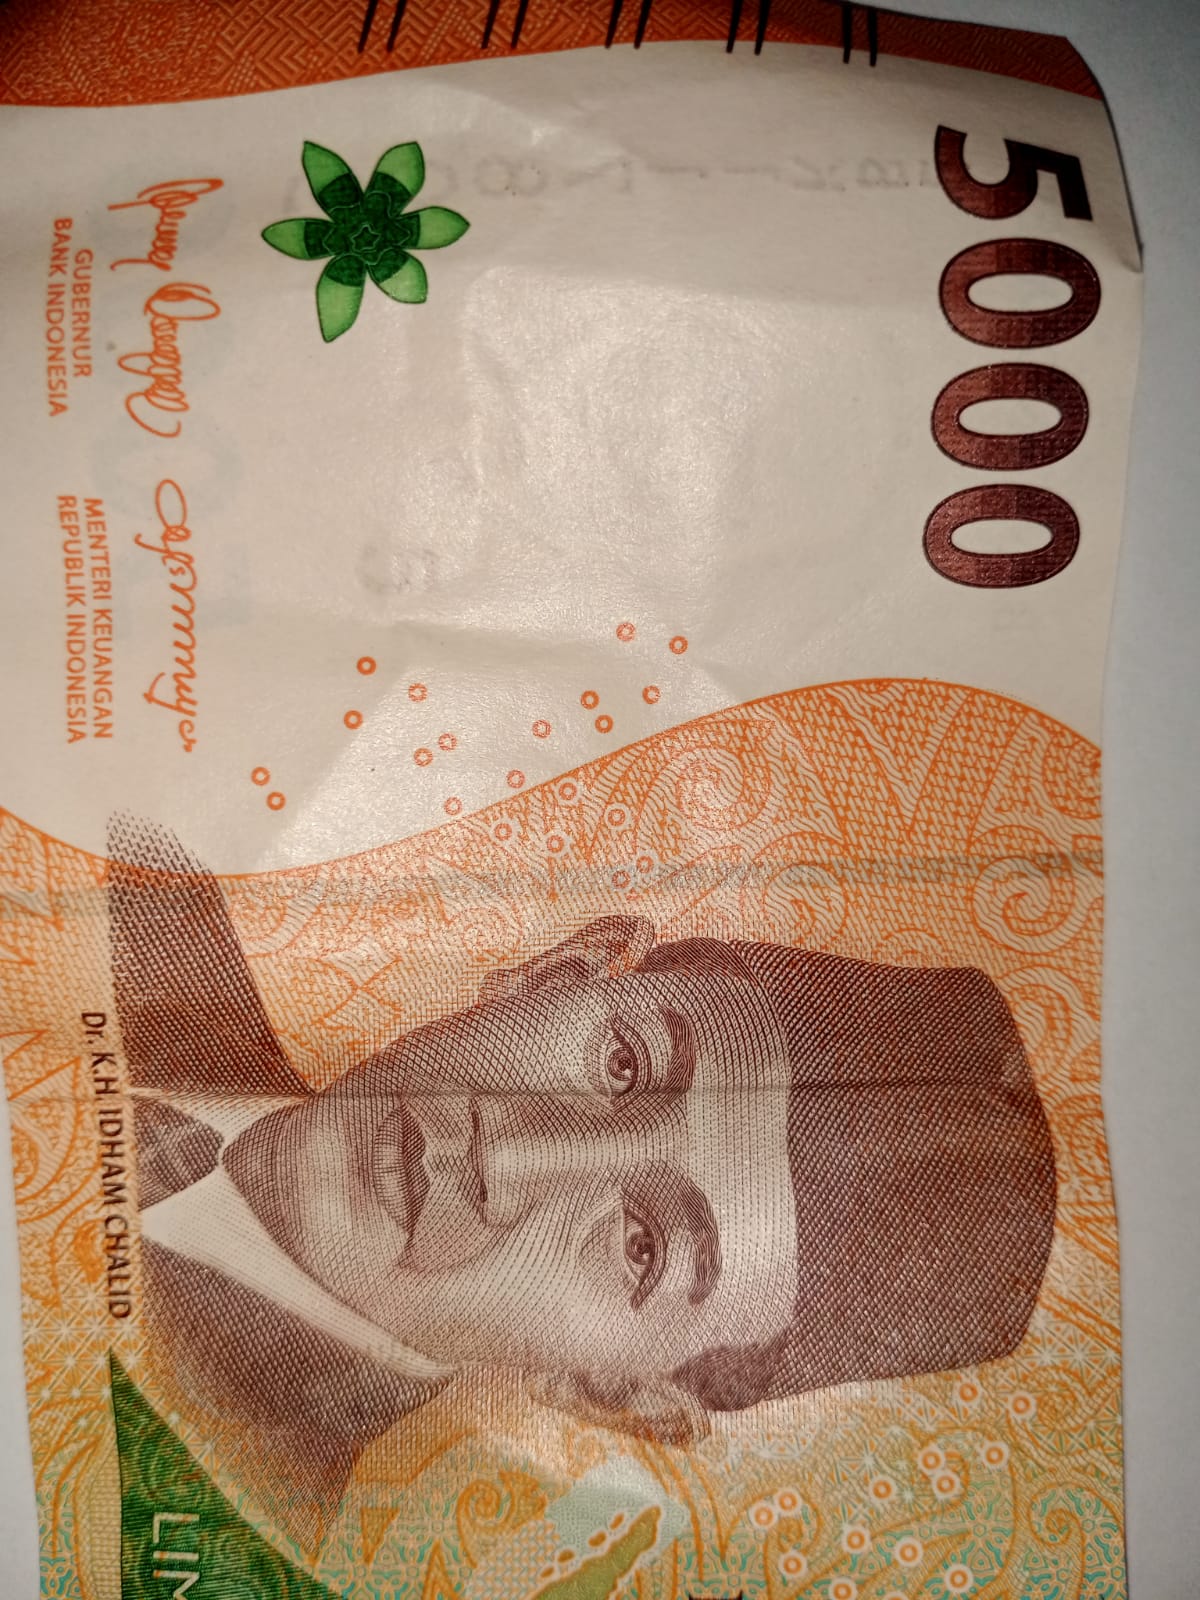 5000
GUBERNUR
BANK INDONESIA
MENTERI KEUANGAN
REPUBLIK INDONESIA
Dr. K.H IDHAM CHALID